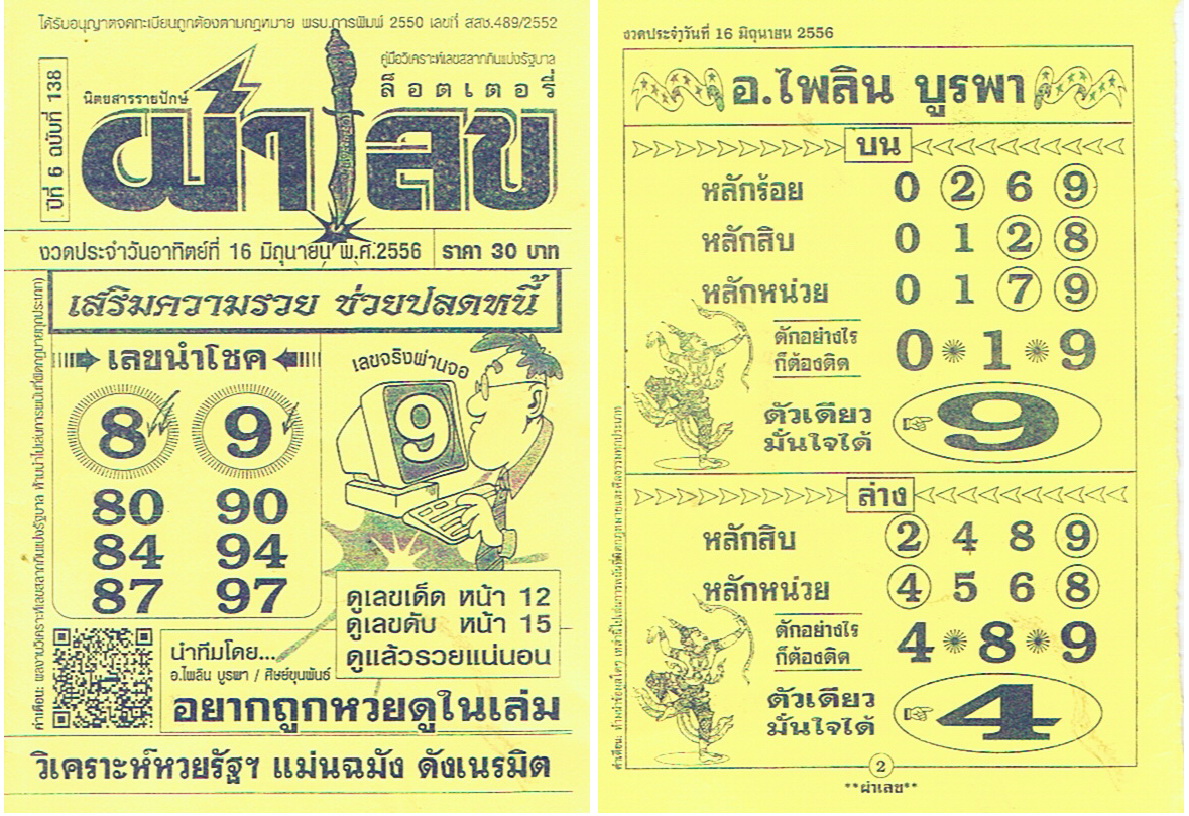 ได้รับอนุญาตจดทะเบียนถูกต้องตามกฎหมาย พรบ.การพิมพ์ 2550 เลขที่ สสช.489/2552
คู่มือวิเคราะห์เลขสลากกินแบ่งรัฐบาล
ล็อตเตอรี่
นิตยสารรายปักษ์
ปีที่ 6 ฉบับที่ 138
ผ่าเลข
งวดประจำวันอาทิตย์ที่ 16 มิถุนายน พ.ศ.2556 ราคา 30 บาท
เสริมความรวย ช่วยปลดหนี้
เลขนำโชค
8 9
80 90
84 94
87 97
เลขจริงผ่านจอ
9
ดูเลขเด็ด หน้า 12
ดูเลขดับ หน้า 15
ดูแล้วรวยแน่นอน
นำทีมโดย...
อ.ไพลิน บูรพา / ศิษย์ขุนพันธ์
อยากถูกหวยดูในเล่ม
วิเคราะห์หวยรัฐฯ แม่นฉมัง ดังเนรมิต
งวดประจำวันที่ 16 มิถุนายน 2556
อ.ไพลิน บูรพา
บน
หลักร้อย 0 2 6 9
หลักสิบ 0 1 2 8
หลักหน่วย 0 1 7 9
ดักอย่างไร
ก็ต้องติด
0 * 1 * 9
ตัวเดียว
มั่นใจได้
9
ล่าง
หลักสิบ 2 4 8 9
หลักหน่วย 4 5 6 8
ดักอย่างไร
ก็ต้องติด
4 * 8 * 9
ตัวเดียว
มั่นใจได้
4
2
**ผ่าเลข**